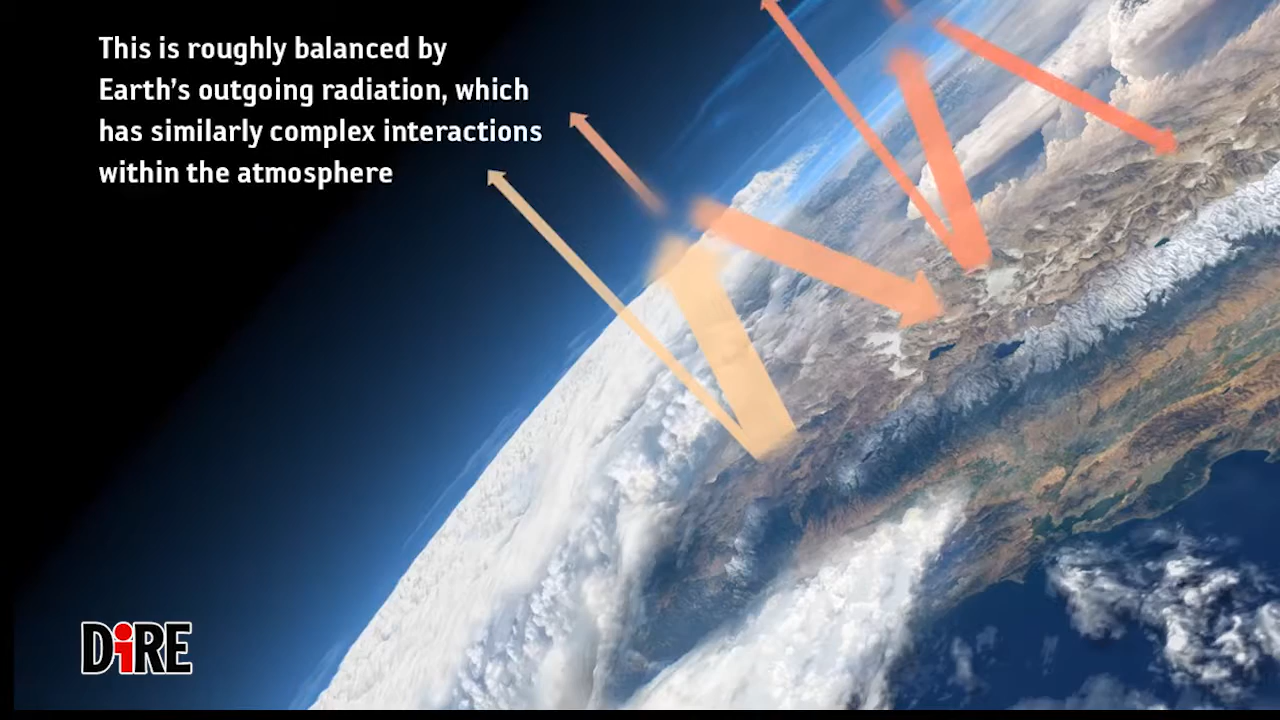 This is roughly balanced by
Earth's outgoing radiation, which
has similarly complex interactions
within the atmosphere
DiRE